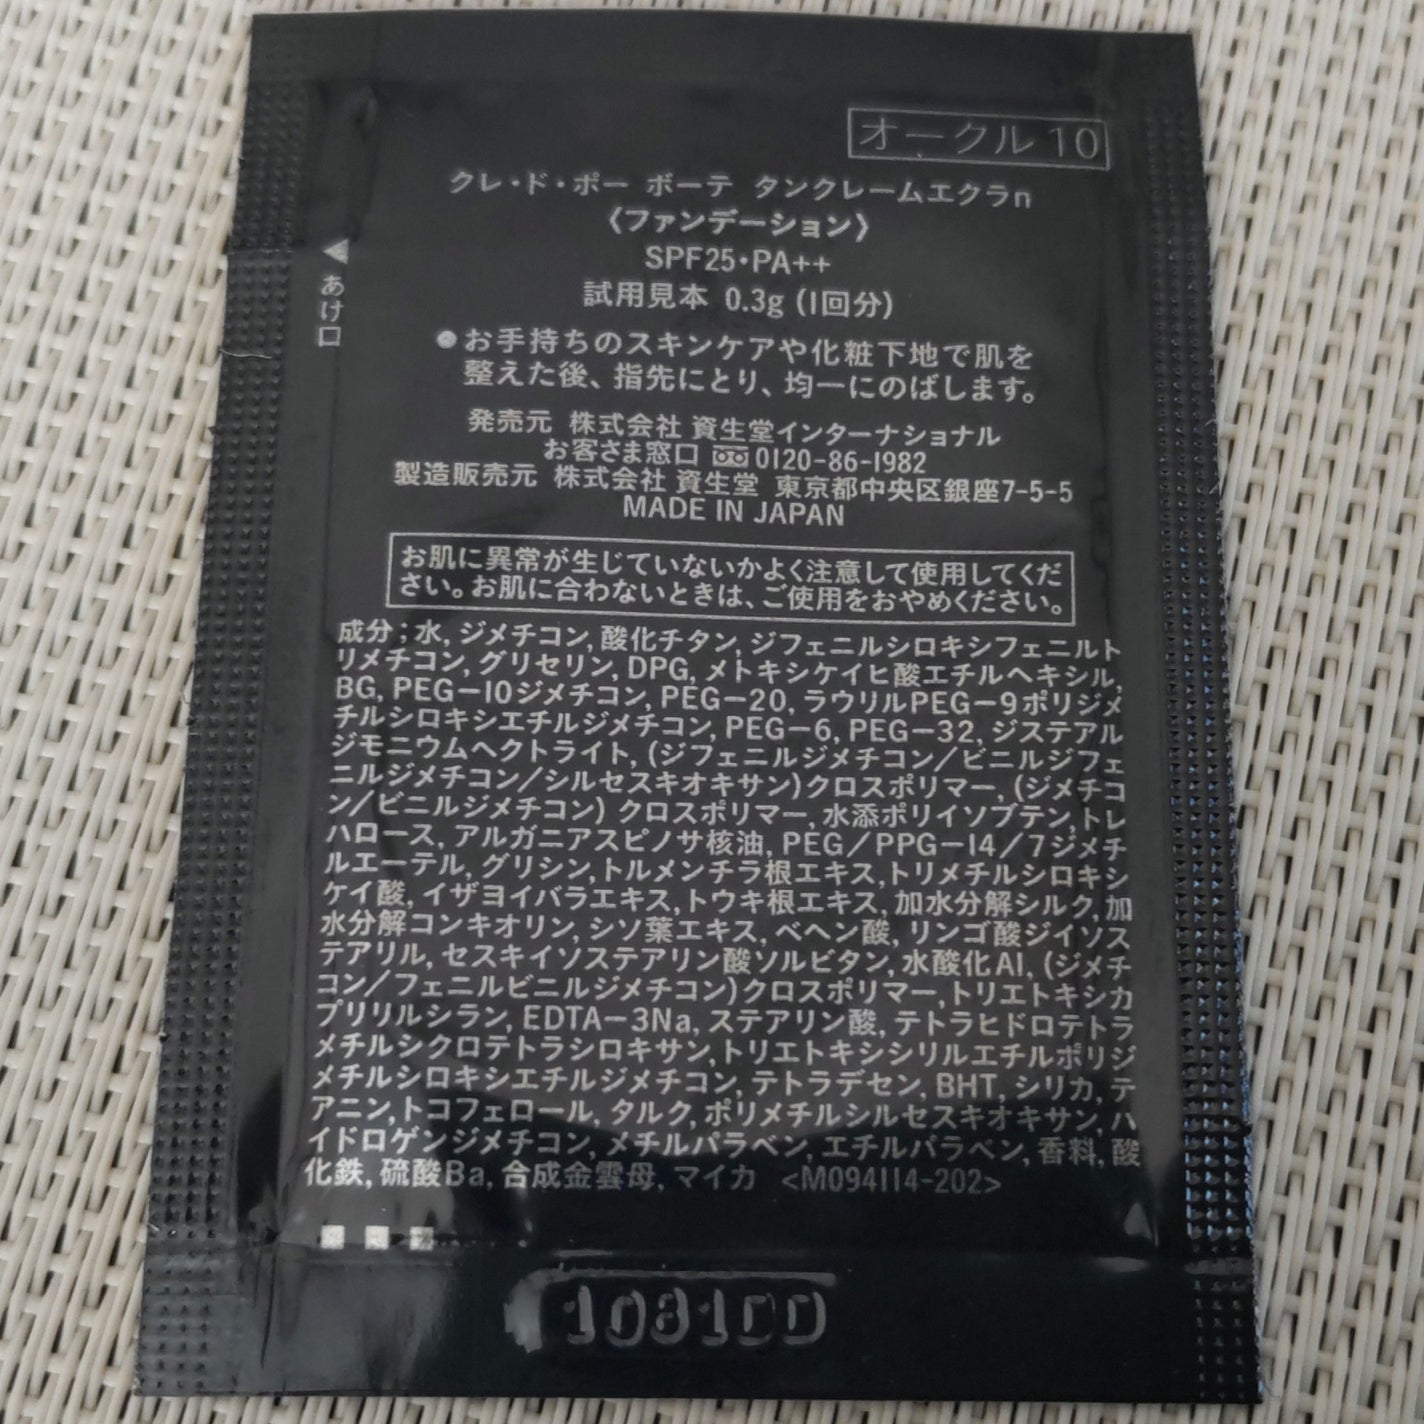 オークル10
クレ・ド・ポー ボーテ タンクレームエクラn
《ファンデーション》
SPF25・PA++
試用見本 0.3g (1回分)
あけ口
●お手持ちのスキンケアや化粧下地で肌を
整えた後、指先にとり、均一にのばします。
発売元 株式会社 資生堂インターナショナル
お客さま窓口 0120-86-1982
製造販売元 株式会社 資生堂 東京都中央区銀座7-5-5
MADE IN JAPAN
お肌に異常が生じていないかよく注意して使用してくだ
さい。お肌に合わないときは、ご使用をおやめください。
成分;水,ジメチコン,酸化チタン,ジフェニルシロキシフェニルト
リメチコン,グリセリン,DPG,メトキシケイヒ酸エチルヘキシル,
BG,PEG-10ジメチコン,PEG-20,ラウリルPEG-9ポリジメ
チルシロキシエチルジメチコン,PEG-6,PEG-32,ジステアル
ジモニウムヘクトライト,(ジフェニルジメチコン/ビニルジフェ
ニルジメチコン/シルセスキオキサン)クロスポリマー,(ジメチコ
ン/ビニルジメチコン)クロスポリマー,水添ポリイソブテン,トレ
ハロース,アルガニアスピノサ核油,PEG/PPG-14/7ジメチ
ルエーテル,グリシン,トルメンチラ根エキス,トリメチルシロキシ
ケイ酸,イザヨイバラエキス,トウキ根エキス,加水分解シルク,加
水分解コンキオリン,シソ葉エキス,ベヘン酸,リンゴ酸ジイソス
テアリル,セスキイソステアリン酸ソルビタン,水酸化Al,(ジメチ
コン/フェニルビニルジメチコン)クロスポリマー,トリエトキシカ
プリリルシラン,EDTA-3Na,ステアリン酸,テトラヒドロテトラ
メチルシクロテトラシロキサン,トリエトキシシリルエチルポリジ
メチルシロキシエチルジメチコン,テトラデセン,BHT,シリカ,テ
アニン,トコフェロール,タルク,ポリメチルシルセスキオキサン,ハ
イドロゲンジメチコン,メチルパラベン,エチルパラベン,香料,酸
化鉄,硫酸Ba,合成金雲母,マイカ <M094114-202>